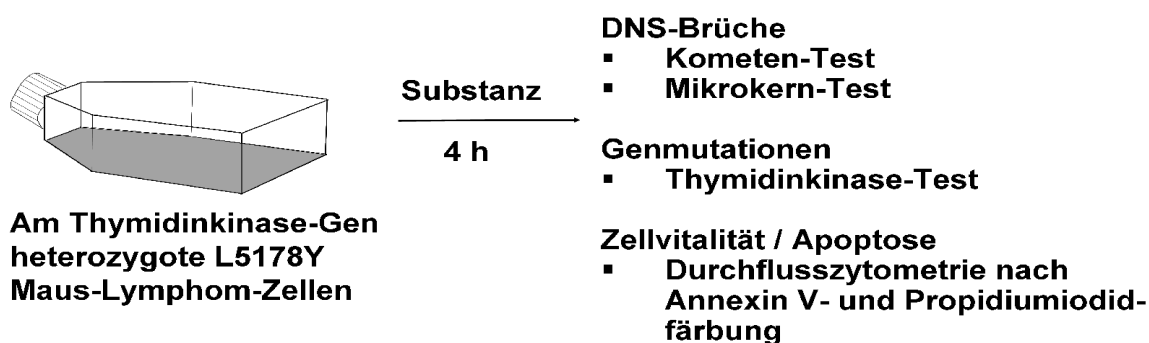 DNS-Brüche
▪ Kometen-Test
▪ Mikrokern-Test
Substanz
4 h
Genmutationen
▪ Thymidinkinase-Test
Am Thymidinkinase-Gen
heterozygote L5178Y
Maus-Lymphom-Zellen
Zellvitalität / Apoptose
▪ Durchflusszytometrie nach
Annexin V- und Propidiumiodid-
färbung